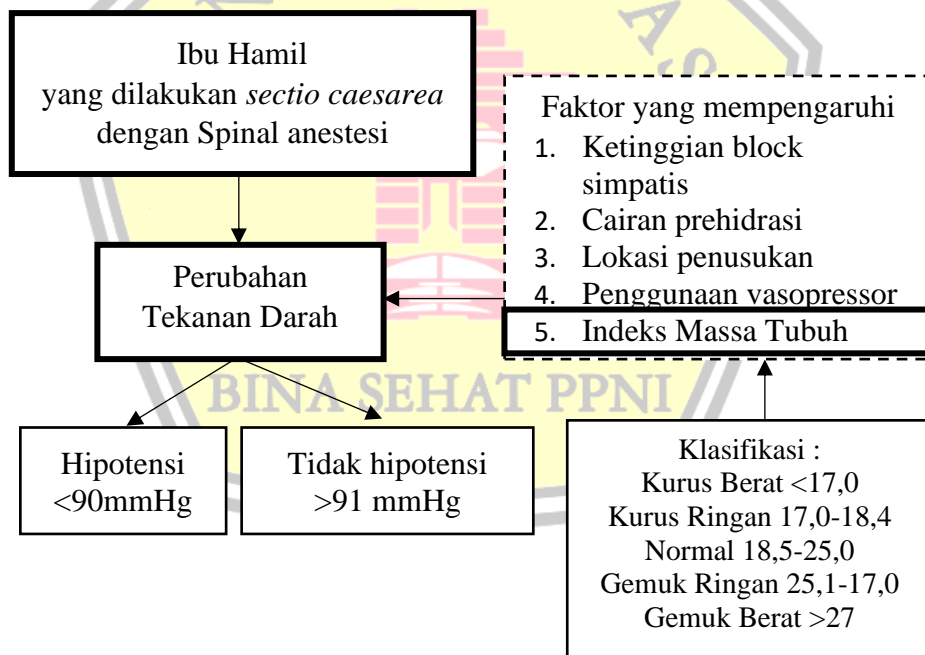 Ibu Hamil
yang dilakukan sectio caesarea
dengan Spinal anestesi
Faktor yang mempengaruhi
1. Ketinggian block
simpatis
2. Cairan prehidrasi
3. Lokasi penusukan
4. Penggunaan vasopressor
5. Indeks Massa Tubuh
Perubahan
Tekanan Darah
BINA SEHAT PPNI
Hipotensi
<90mmHg
Tidak hipotensi
>91 mmHg
Klasifikasi :
Kurus Berat <17,0
Kurus Ringan 17,0-18,4
Normal 18,5-25,0
Gemuk Ringan 25,1-17,0
Gemuk Berat >27